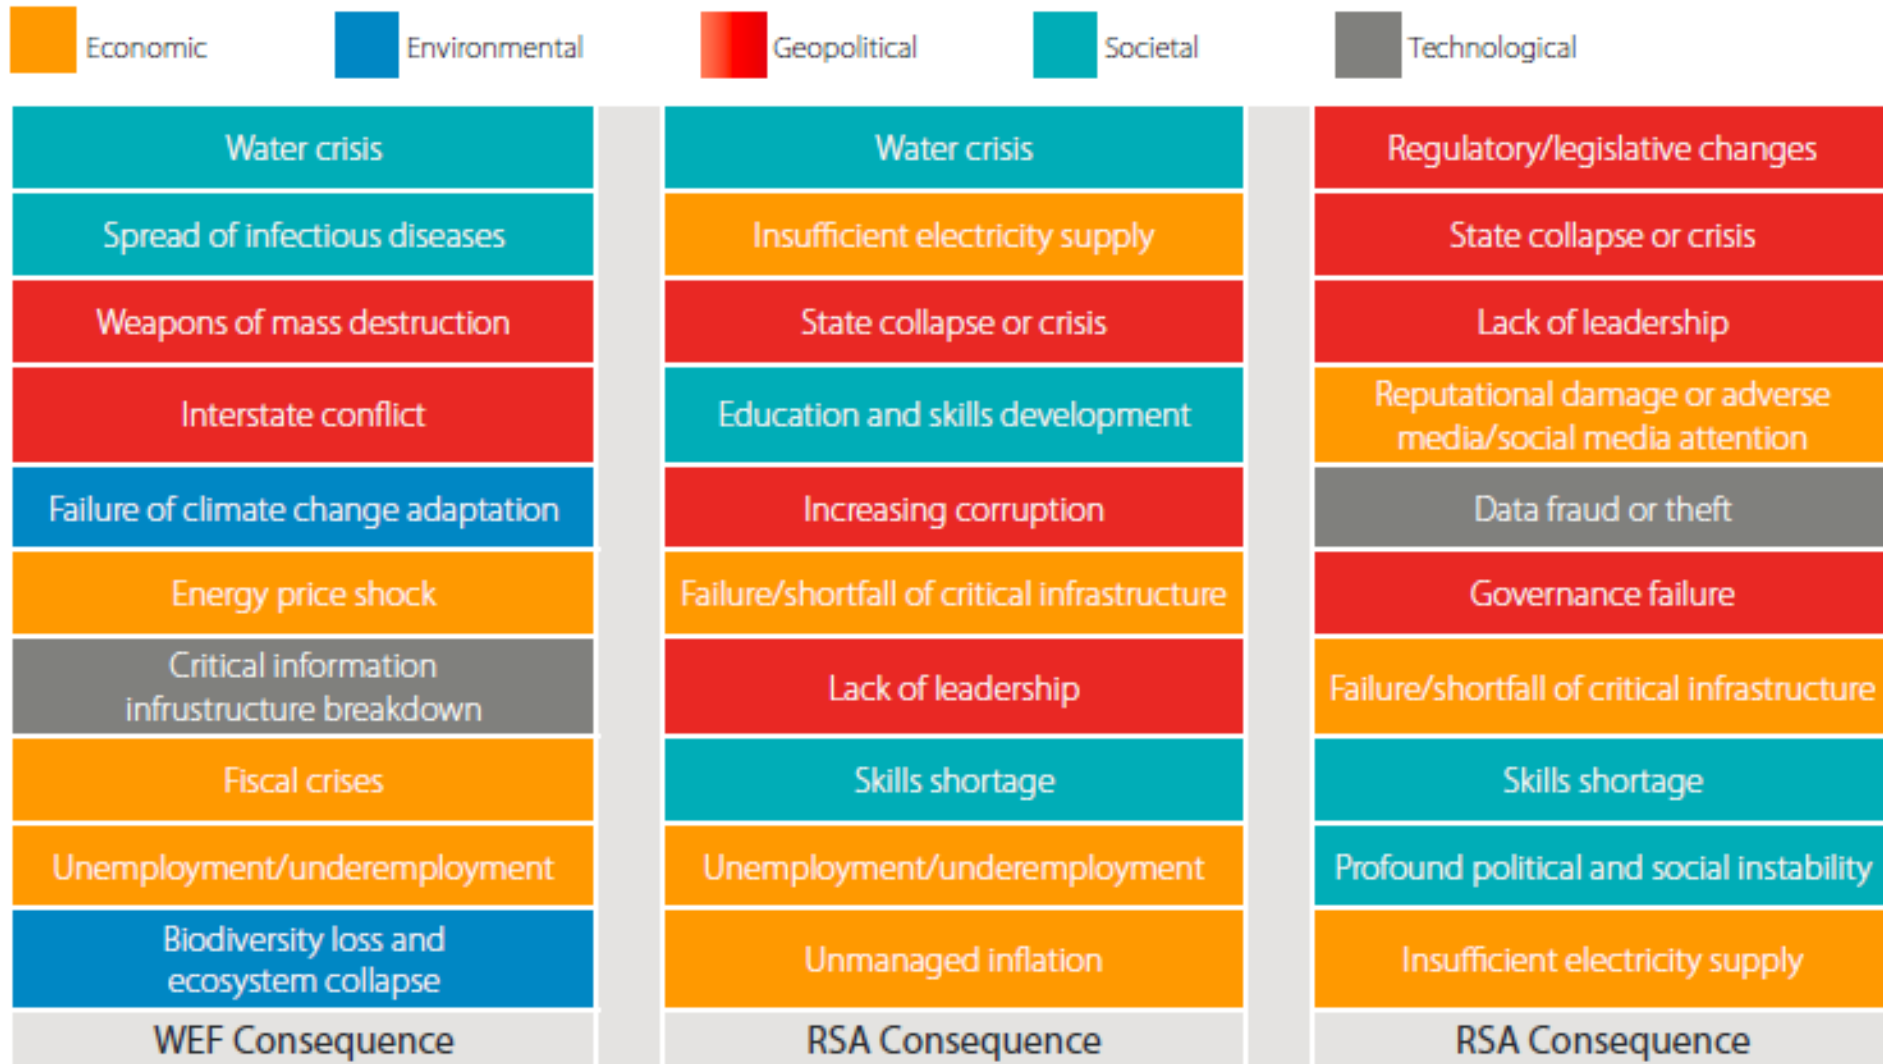 Economic
Environmental
Geopolitical
Societal
Technological
Water crisis
Spread of infectious diseases
Weapons of mass destruction
Interstate conflict
Failure of climate change adaptation
Energy price shock
Critical information
infrustructure breakdown
Fiscal crises
Unemployment/underemployment
Biodiversity loss and
ecosystem collapse
WEF Consequence
Water crisis
Insufficient electricity supply
State collapse or crisis
Education and skills development
Increasing corruption
Failure/shortfall of critical infrastructure
Lack of leadership
Skills shortage
Unemployment/underemployment
Unmanaged inflation
RSA Consequence
Regulatory/legislative changes
State collapse or crisis
Lack of leadership
Reputational damage or adverse
media/social media attention
Data fraud or theft
Governance failure
Failure/shortfall of critical infrastructure
Skills shortage
Profound political and social instability
Insufficient electricity supply
RSA Consequence